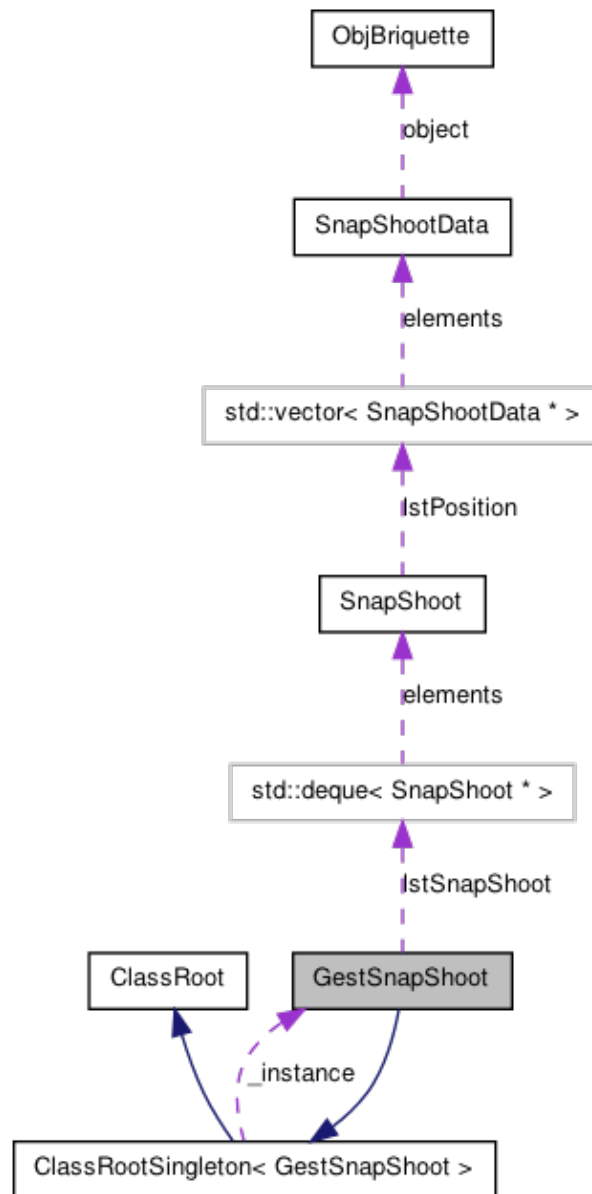 ObjBriquette
object
SnapShootData
elements
std::vector< SnapShootData * >
lstPosition
SnapShoot
elements
std::deque< SnapShoot * >
lstSnapShoot
ClassRoot
GestSnapShoot
_instance
ClassRootSingleton< GestSnapShoot >